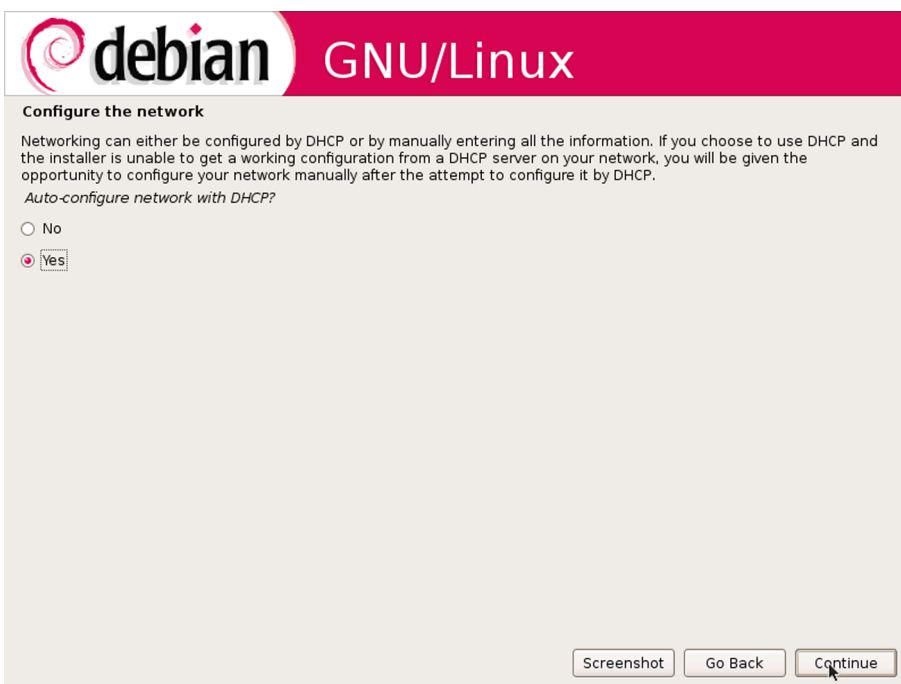 debian GNU/Linux
Configure the network
Networking can either be configured by DHCP or by manually entering all the information. If you choose to use DHCP and
the installer is unable to get a working configuration from a DHCP server on your network, you will be given the
opportunity to configure your network manually after the attempt to configure it by DHCP.
Auto-configure network with DHCP?
No
Yes
Screenshot Go Back Continue